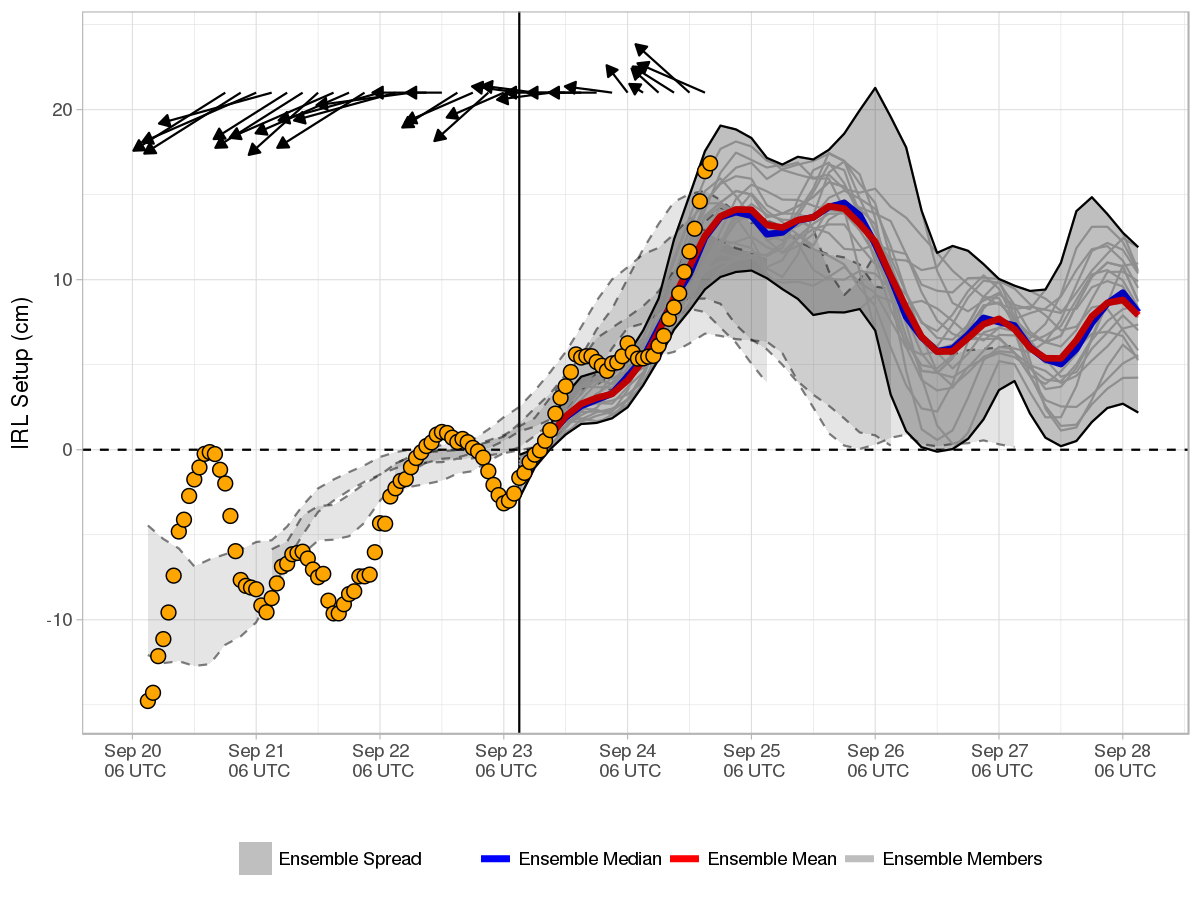 IRL Setup (cm)
20
10
0
-10
Sep 20 06 UTC
Sep 21 06 UTC
Sep 22 06 UTC
Sep 23 06 UTC
Sep 24 06 UTC
Sep 25 06 UTC
Sep 26 06 UTC
Sep 27 06 UTC
Sep 28 06 UTC
Ensemble Spread
Ensemble Median
Ensemble Mean
Ensemble Members